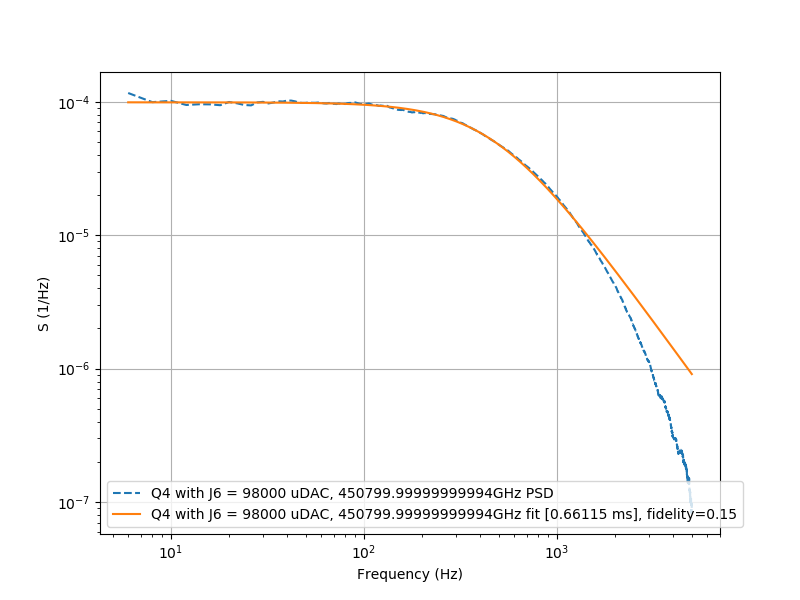 10⁻⁴
10⁻⁵
10⁻⁶
10⁻⁷
S (1/Hz)
Q4 with J6 = 98000 uDAC, 450799.99999999994GHz PSD
Q4 with J6 = 98000 uDAC, 450799.99999999994GHz fit [0.66115 ms], fidelity=0.15
10¹ 10² 10³
Frequency (Hz)